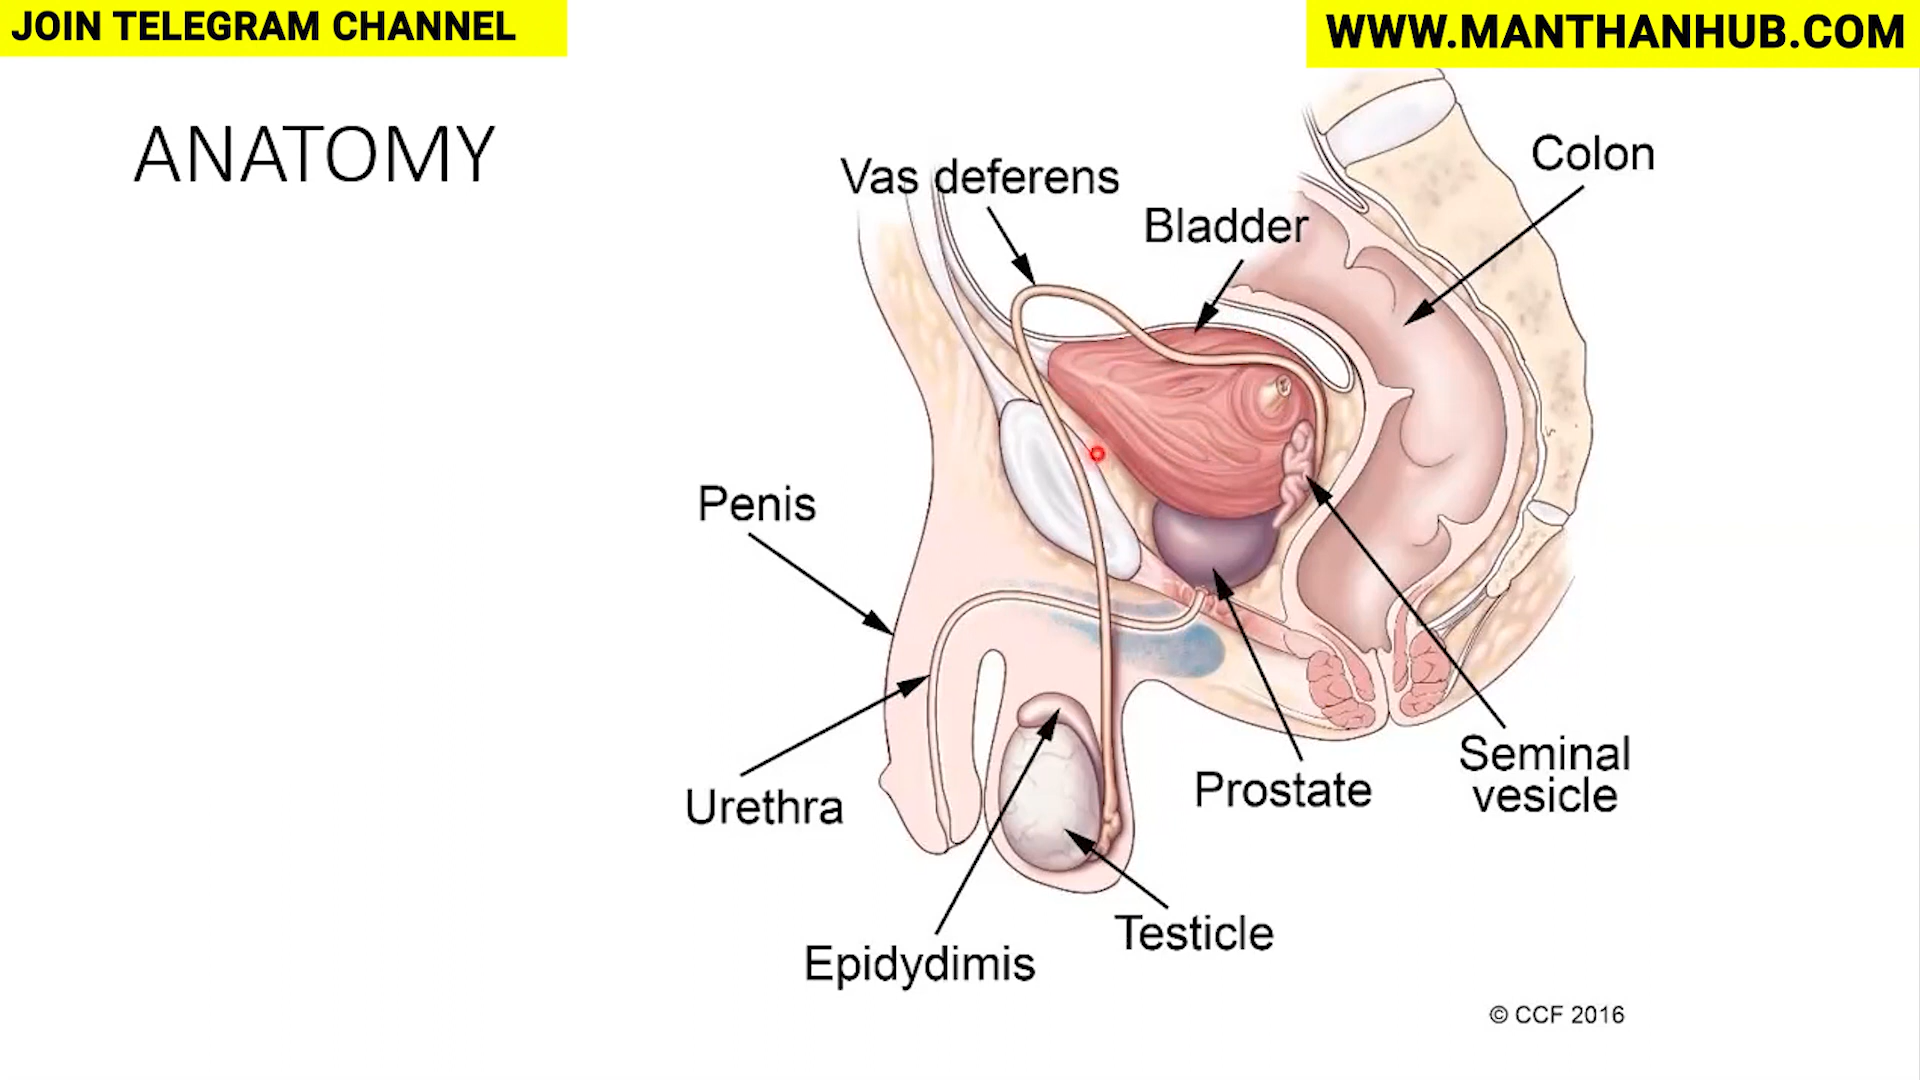 JOIN TELEGRAM CHANNEL
WWW.MANTHANHUB.COM
ANATOMY
Vas deferens
Bladder
Colon
Penis
Urethra
Prostate
Seminal
vesicle
Testicle
Epidydimis
© CCF 2016